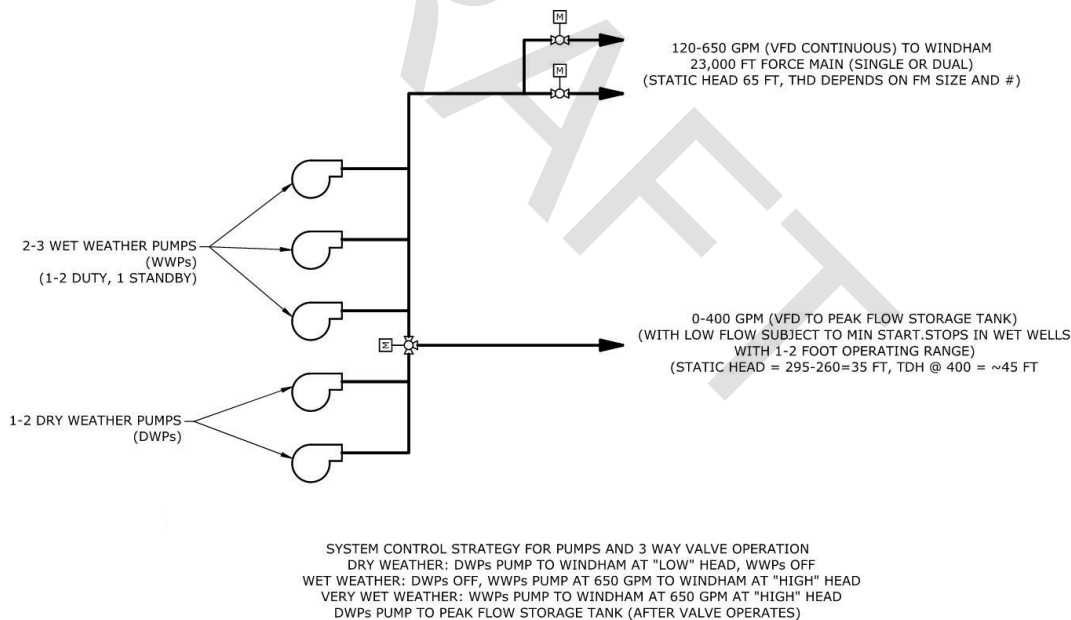 M
120-650 GPM (VFD CONTINUOUS) TO WINDHAM
23,000 FT FORCE MAIN (SINGLE OR DUAL)
M
(STATIC HEAD 65 FT, THD DEPENDS ON FM SIZE AND #)
2-3 WET WEATHER PUMPS
(WWPs)
(1-2 DUTY, 1 STANDBY)
0-400 GPM (VFD TO PEAK FLOW STORAGE TANK)
(WITH LOW FLOW SUBJECT TO MIN START.STOPS IN WET WELLS
M
WITH 1-2 FOOT OPERATING RANGE)
(STATIC HEAD = 295-260=35 FT, TDH @ 400 = ~45 FT
1-2 DRY WEATHER PUMPS
(DWPs)
SYSTEM CONTROL STRATEGY FOR PUMPS AND 3 WAY VALVE OPERATION
DRY WEATHER: DWPs PUMP TO WINDHAM AT "LOW" HEAD, WWPs OFF
WET WEATHER: DWPs OFF, WWPs PUMP AT 650 GPM TO WINDHAM AT "HIGH" HEAD
VERY WET WEATHER: WWPs PUMP TO WINDHAM AT 650 GPM AT "HIGH" HEAD
DWPs PUMP TO PEAK FLOW STORAGE TANK (AFTER VALVE OPERATES)